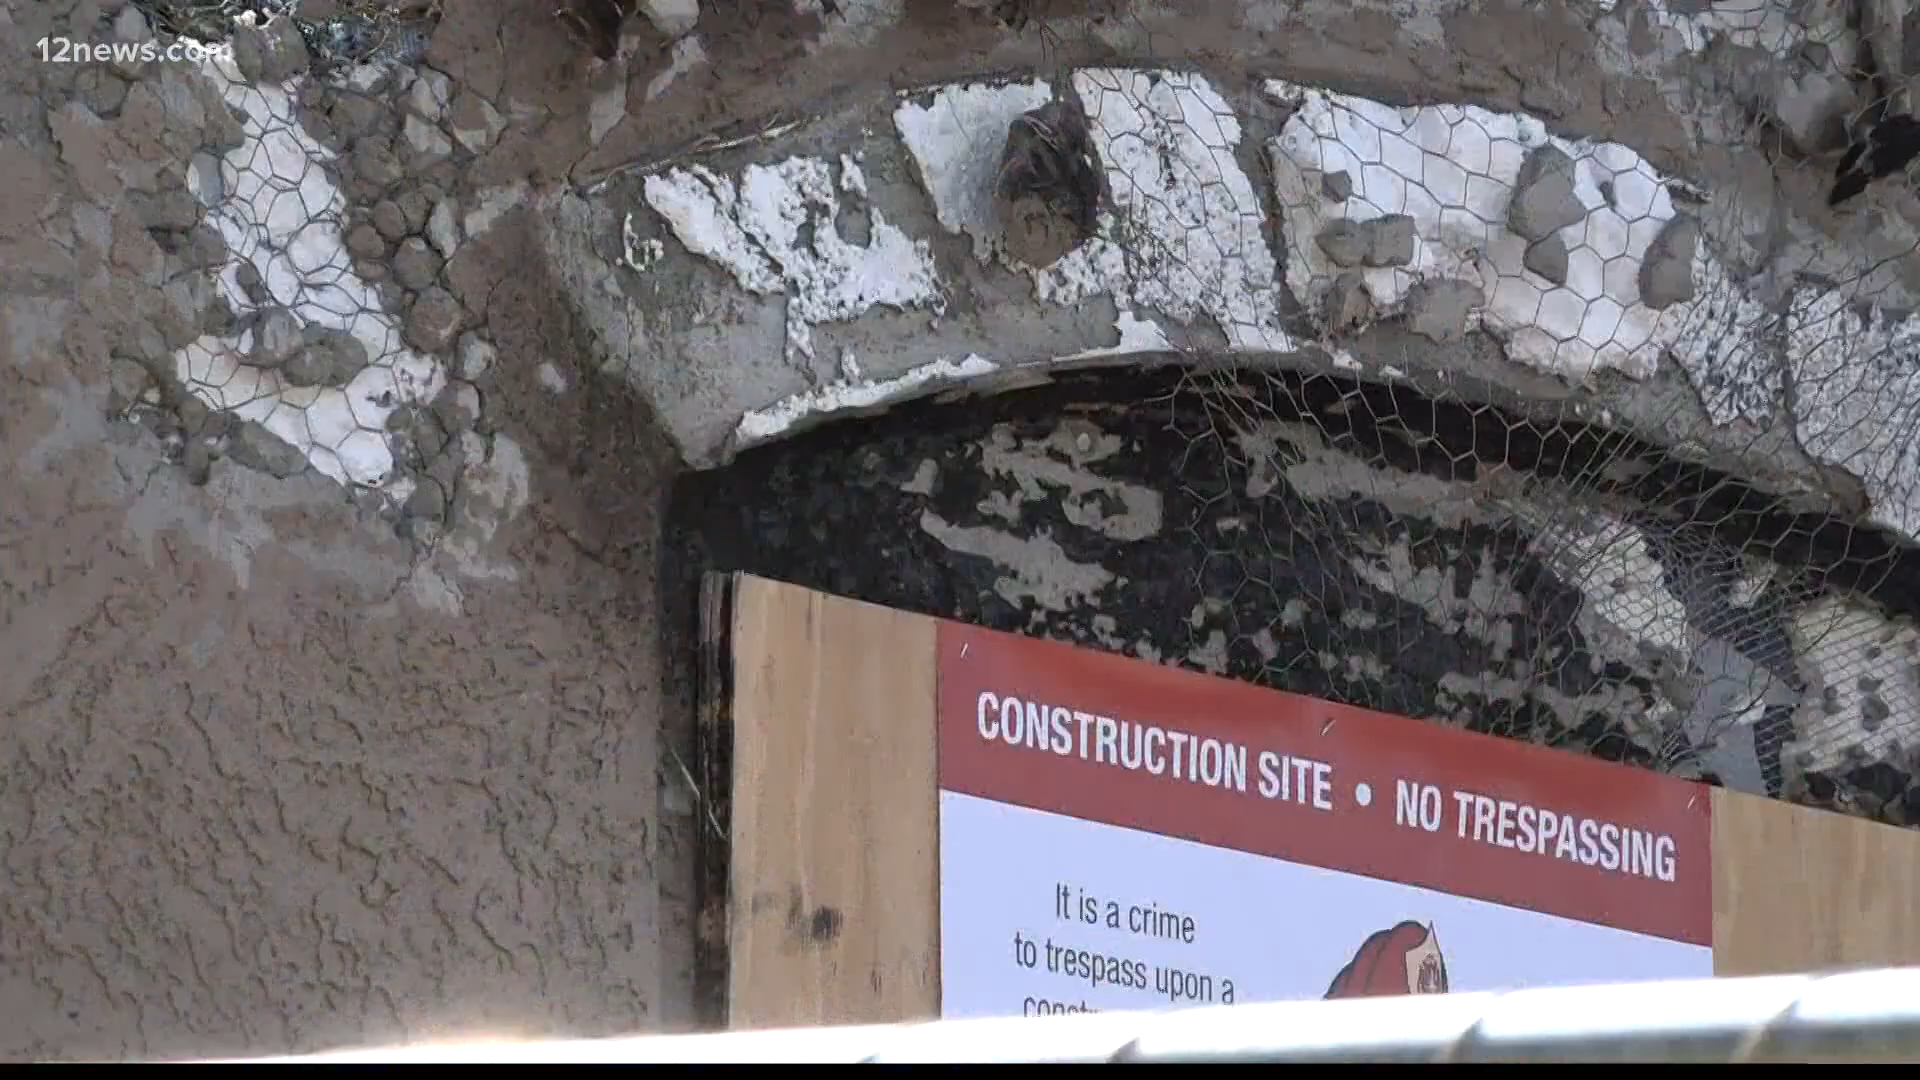 12news.com
CONSTRUCTION SITE • NO TRESPASSING
It is a crime
to trespass upon a